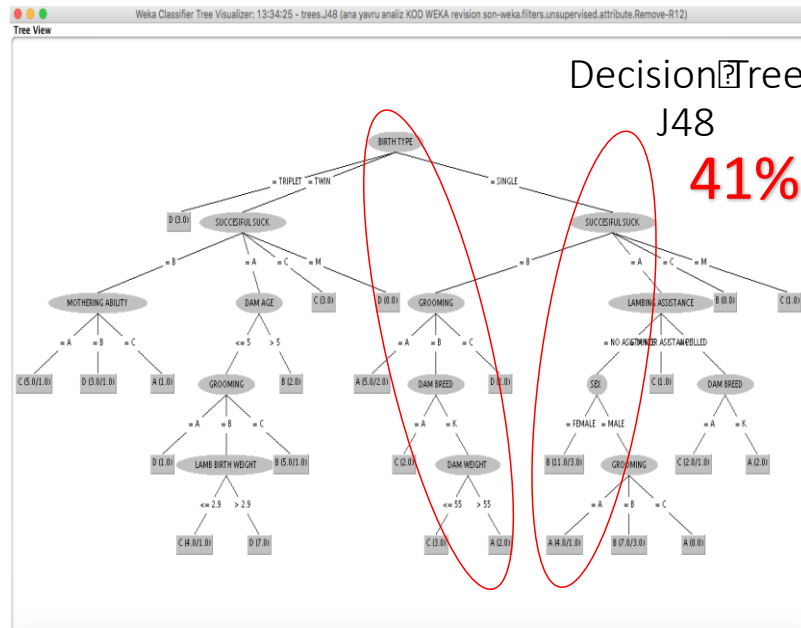 Weka Classifier Tree Visualizer: 13:34:25 - trees.J48 (ana yavru analiz KOD WEKA revision son-weka.filters.unsupervised.attribute.Remove-R12)
Tree View
Decision Tree
J48
41%
BIRTH TYPE
= TRIPLET = TWIN = SINGLE
D (3.0) SUCCESIFUL SUCK SUCCESIFUL SUCK
= B = A = C = M = B = A = C = M
MOTHERING ABILITY DAM AGE C (3.0) D (0.0) GROOMING LAMBING ASSISTANCE B (0.0) C (1.0)
= A = B = C <= 5 > 5 = A = B = C = NO
C (5.0/1.0) D (3.0/1.0) A (1.0) GROOMING B (2.0) A (5.0/2.0) DAM BREED D (1.0) SEX C (1.0) DAM BREED
= A = B = C = A = K = FEMALE = MALE = A = K
D (1.0) LAMB BIRTH WEIGHT B (5.0/1.0) C (2.0) DAM WEIGHT B (11.0/3.0) GROOMING C (2.0/1.0) A (2.0)
<= 2.9 > 2.9 <= 55 > 55 = A = B = C
C (4.0/1.0) D (7.0) C (3.0) A (2.0) A (4.0/1.0) B (7.0/3.0) A (0.0)